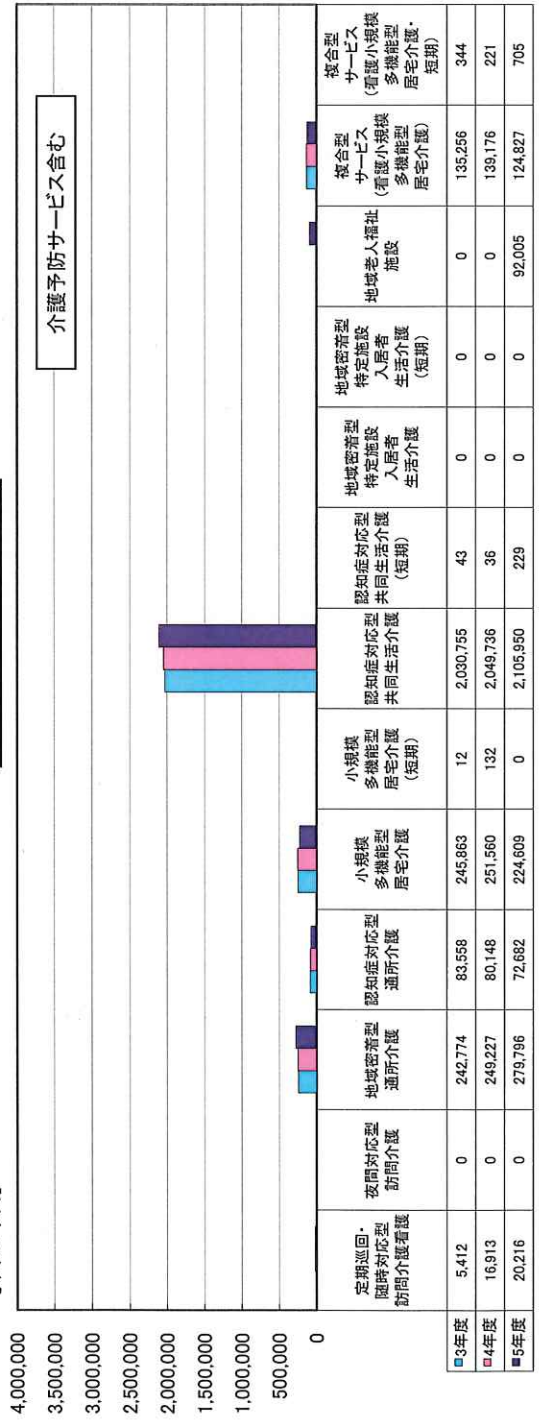 介護予防サービス含む
4,000,000
3,500,000
3,000,000
2,500,000
2,000,000
1,500,000
1,000,000
500,000
0
定期巡回・
随時対応型
訪問介護看護
夜間対応型
訪問介護
地域密着型
通所介護
認知症対応型
通所介護
小規模
多機能型
居宅介護
小規模
多機能型
居宅介護
(短期)
認知症対応型
共同生活介護
認知症対応型
共同生活介護
(短期)
地域密着型
特定施設
入居者
生活介護
地域密着型
特定施設
入居者
生活介護
(短期)
地域老人福祉
施設
複合型
サービス
(看護小規模
多機能型
居宅介護)
複合型
サービス
(看護小規模
多機能型
居宅介護・
短期)
3年度 5,412 0 242,774 83,558 245,863 12 2,030,755 43 0 0 0 135,256 344
4年度 16,913 0 249,227 80,148 251,560 132 2,049,736 36 0 0 0 139,176 221
5年度 20,216 0 279,796 72,682 224,609 0 2,105,950 229 0 0 92,005 124,827 705